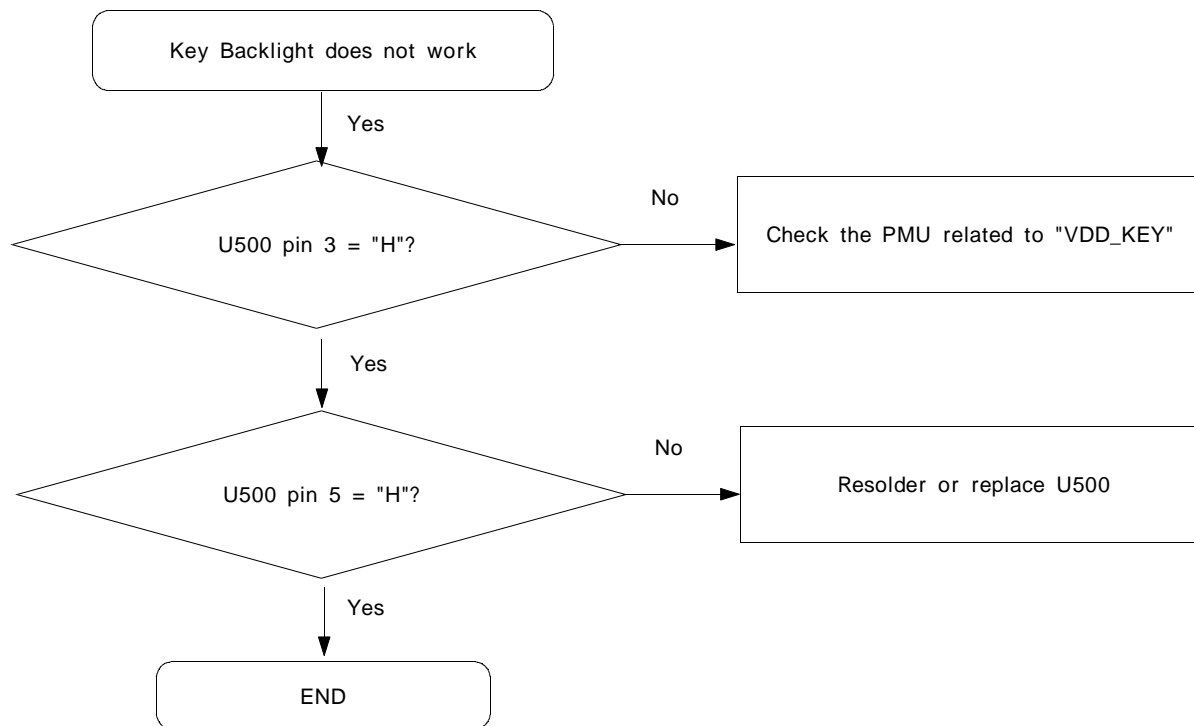 Key Backlight does not work
Yes
No
U500 pin 3 = "H"?
Check the PMU related to "VDD_KEY"
Yes
No
U500 pin 5 = "H"?
Resolder or replace U500
Yes
END